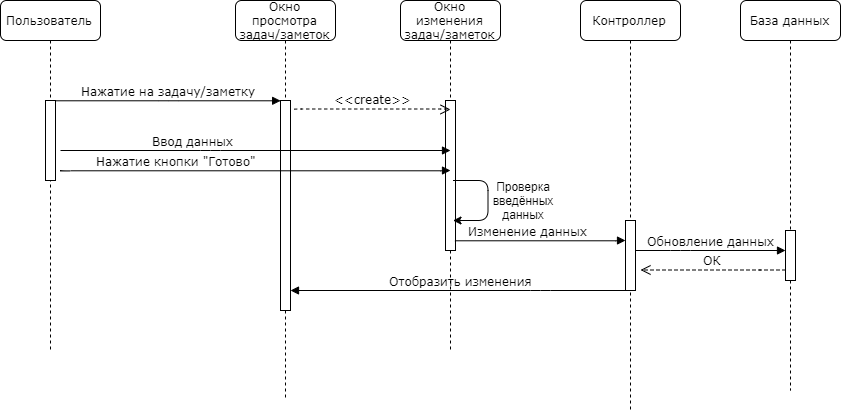 Пользователь
Окно
просмотра
задач/заметок
Окно
изменения
задач/заметок
Контроллер
База данных
Нажатие на задачу/заметку
<<create>>
Ввод данных
Нажатие кнопки "Готово"
Проверка
введённых
данных
Изменение данных
Обновление данных
ОК
Отобразить изменения